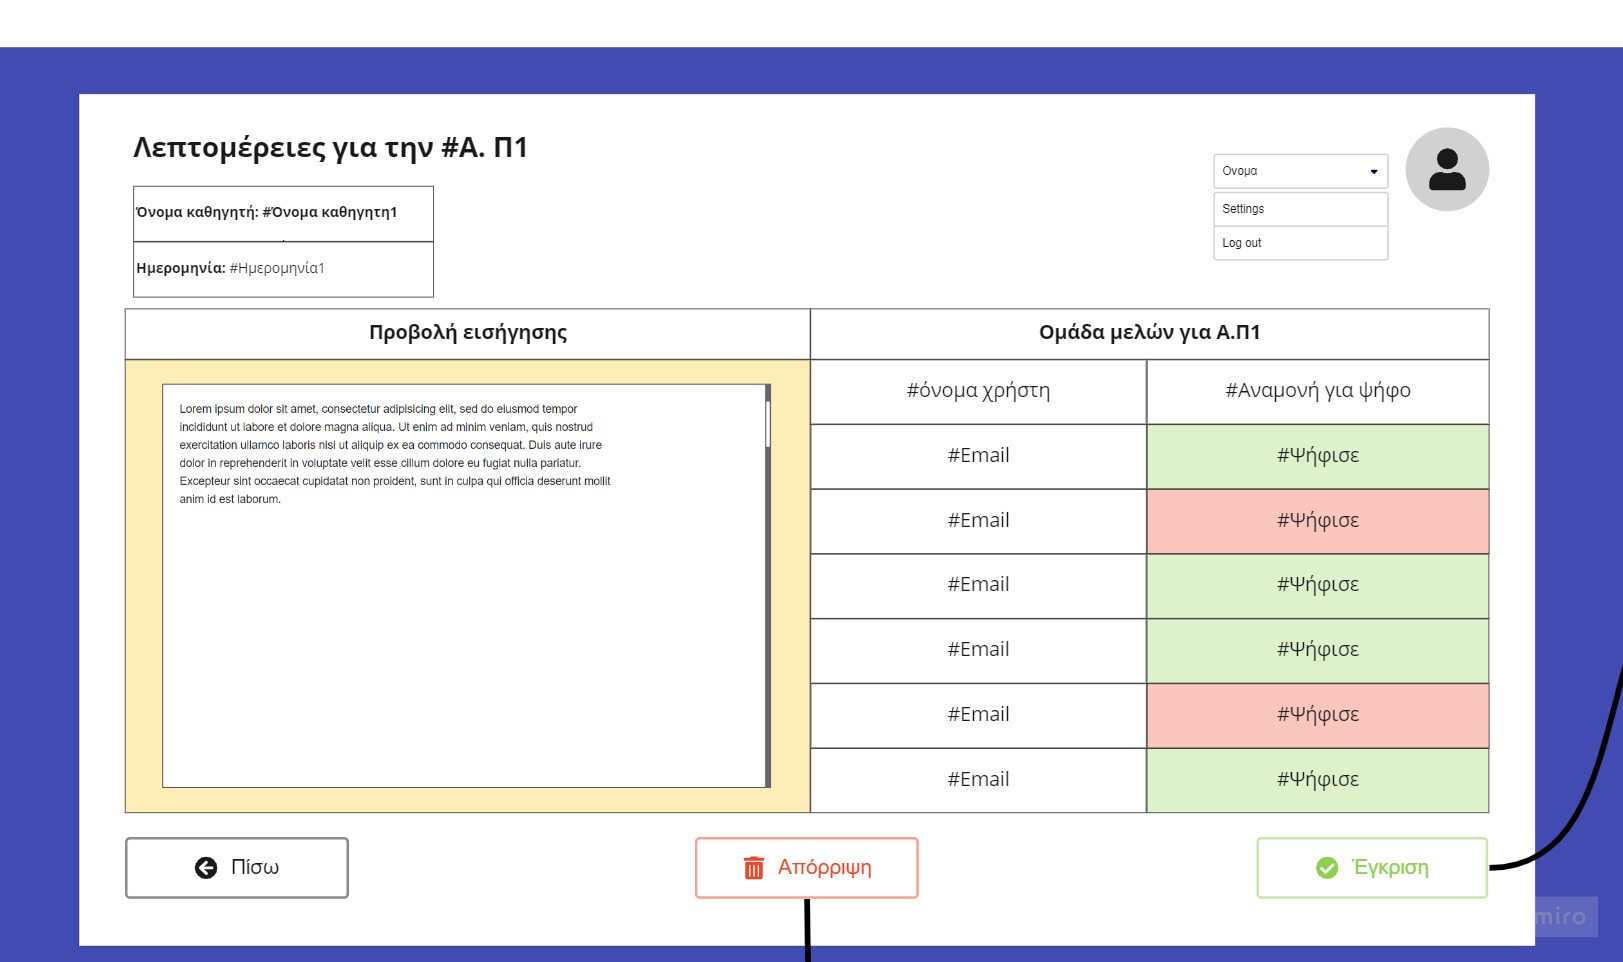 Λεπτομέρειες για την #Α. Π1
Ονομα
Settings
Log out
Όνομα καθηγητή: #Όνομα καθηγητη1
Ημερομηνία: #Ημερομηνία1
Προβολή εισήγησης
Ομάδα μελών για Α.Π1
Lorem ipsum dolor sit amet, consectetur adipisicing elit, sed do eiusmod tempor
incididunt ut labore et dolore magna aliqua. Ut enim ad minim veniam, quis nostrud
exercitation ullamco laboris nisi ut aliquip ex ea commodo consequat. Duis aute irure
dolor in reprehenderit in voluptate velit esse cillum dolore eu fugiat nulla pariatur.
Excepteur sint occaecat cupidatat non proident, sunt in culpa qui officia deserunt mollit
anim id est laborum.
#όνομα χρήστη #Αναμονή για ψήφο
#Email #Ψήφισε
#Email #Ψήφισε
#Email #Ψήφισε
#Email #Ψήφισε
#Email #Ψήφισε
#Email #Ψήφισε
Πίσω
Απόρριψη
Έγκριση
miro